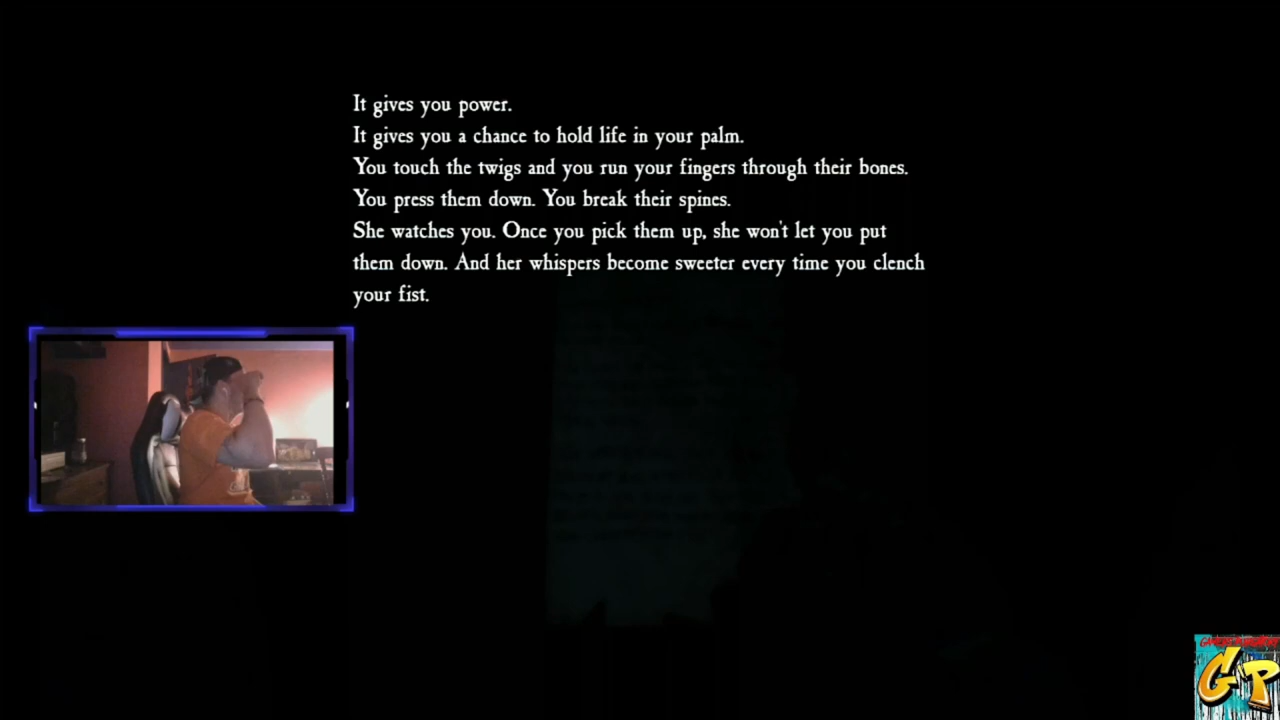 It gives you power.
It gives you a chance to hold life in your palm.
You touch the twigs and you run your fingers through their bones.
You press them down. You break their spines.
She watches you. Once you pick them up, she won't let you put
them down. And her whispers become sweeter every time you clench
your fist.
GP